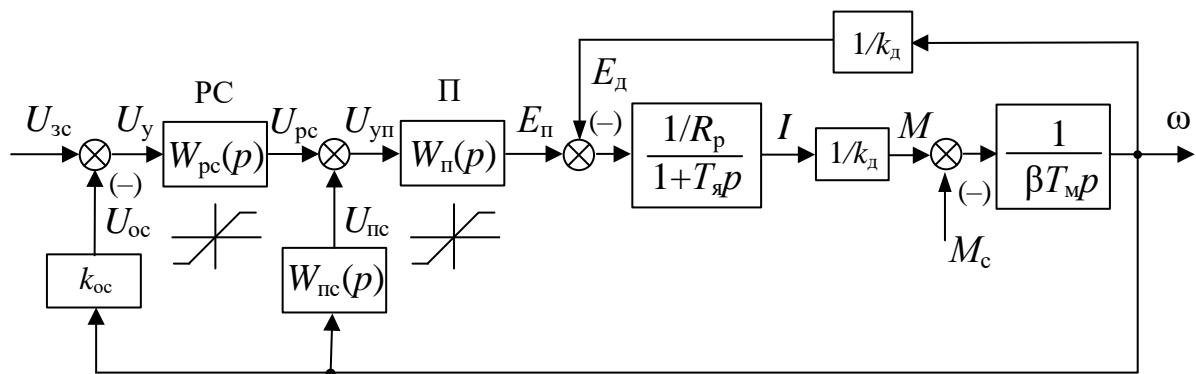 1/kд
Eд
РС
П
Uзс
Uу
Uрс
Uуп
Eп
(–)
1/Rр
I
M
ω
Wрс(p)
Wп(p)
1+Tяp
1/kд
1
βTмp
(–)
(–)
Uос
Uпс
Mс
kос
Wпс(p)